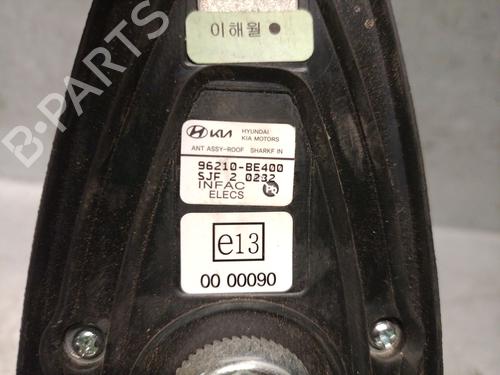 이해월
HYUNDAI
KIA MOTORS
ANT ASSY-ROOF SHARKF IN
96210-BE400
SJF 2 0232
INFAC
ELECS
e13
00 00090
B-PARTS